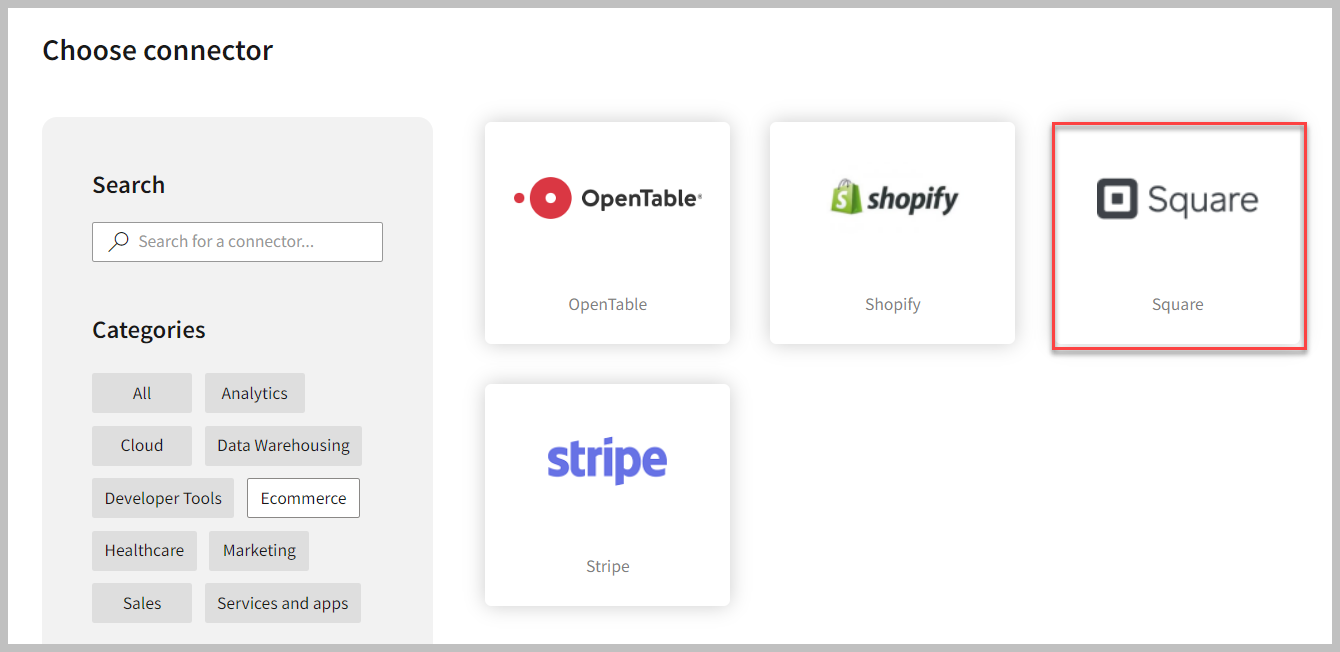 Choose connector
Search
Search for a connector...
Categories
All
Analytics
Cloud
Data Warehousing
Developer Tools
Ecommerce
Healthcare
Marketing
Sales
Services and apps
OpenTable®
OpenTable
shopify
Shopify
Square
Square
stripe
Stripe